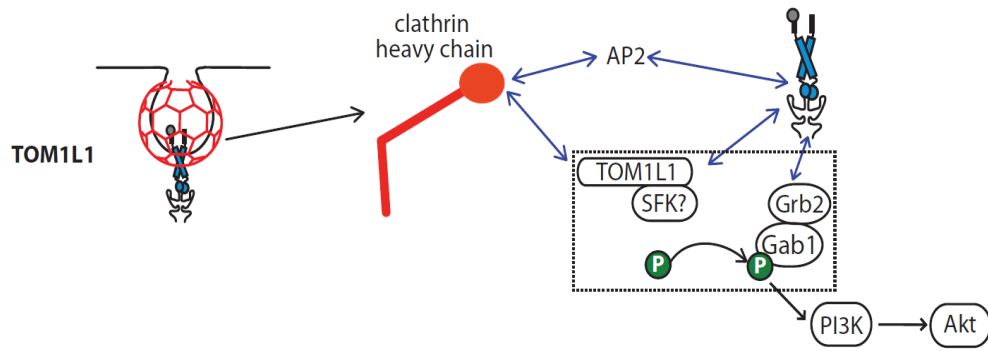 clathrin
heavy chain
AP2
TOM1L1
TOM1L1
SFK?
Grb2
Gab1
P
P
PI3K
Akt